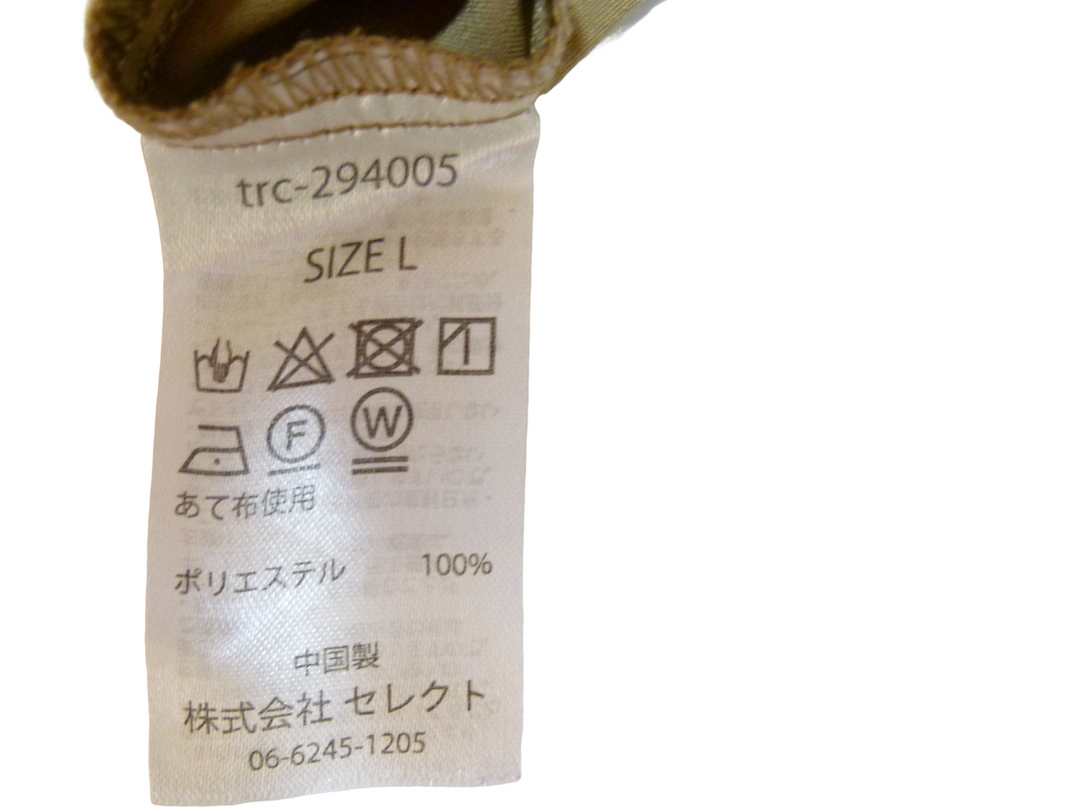 trc-294005
SIZE L
F W
あて布使用
ポリエステル 100%
中国製
株式会社 セレクト
06-6245-1205